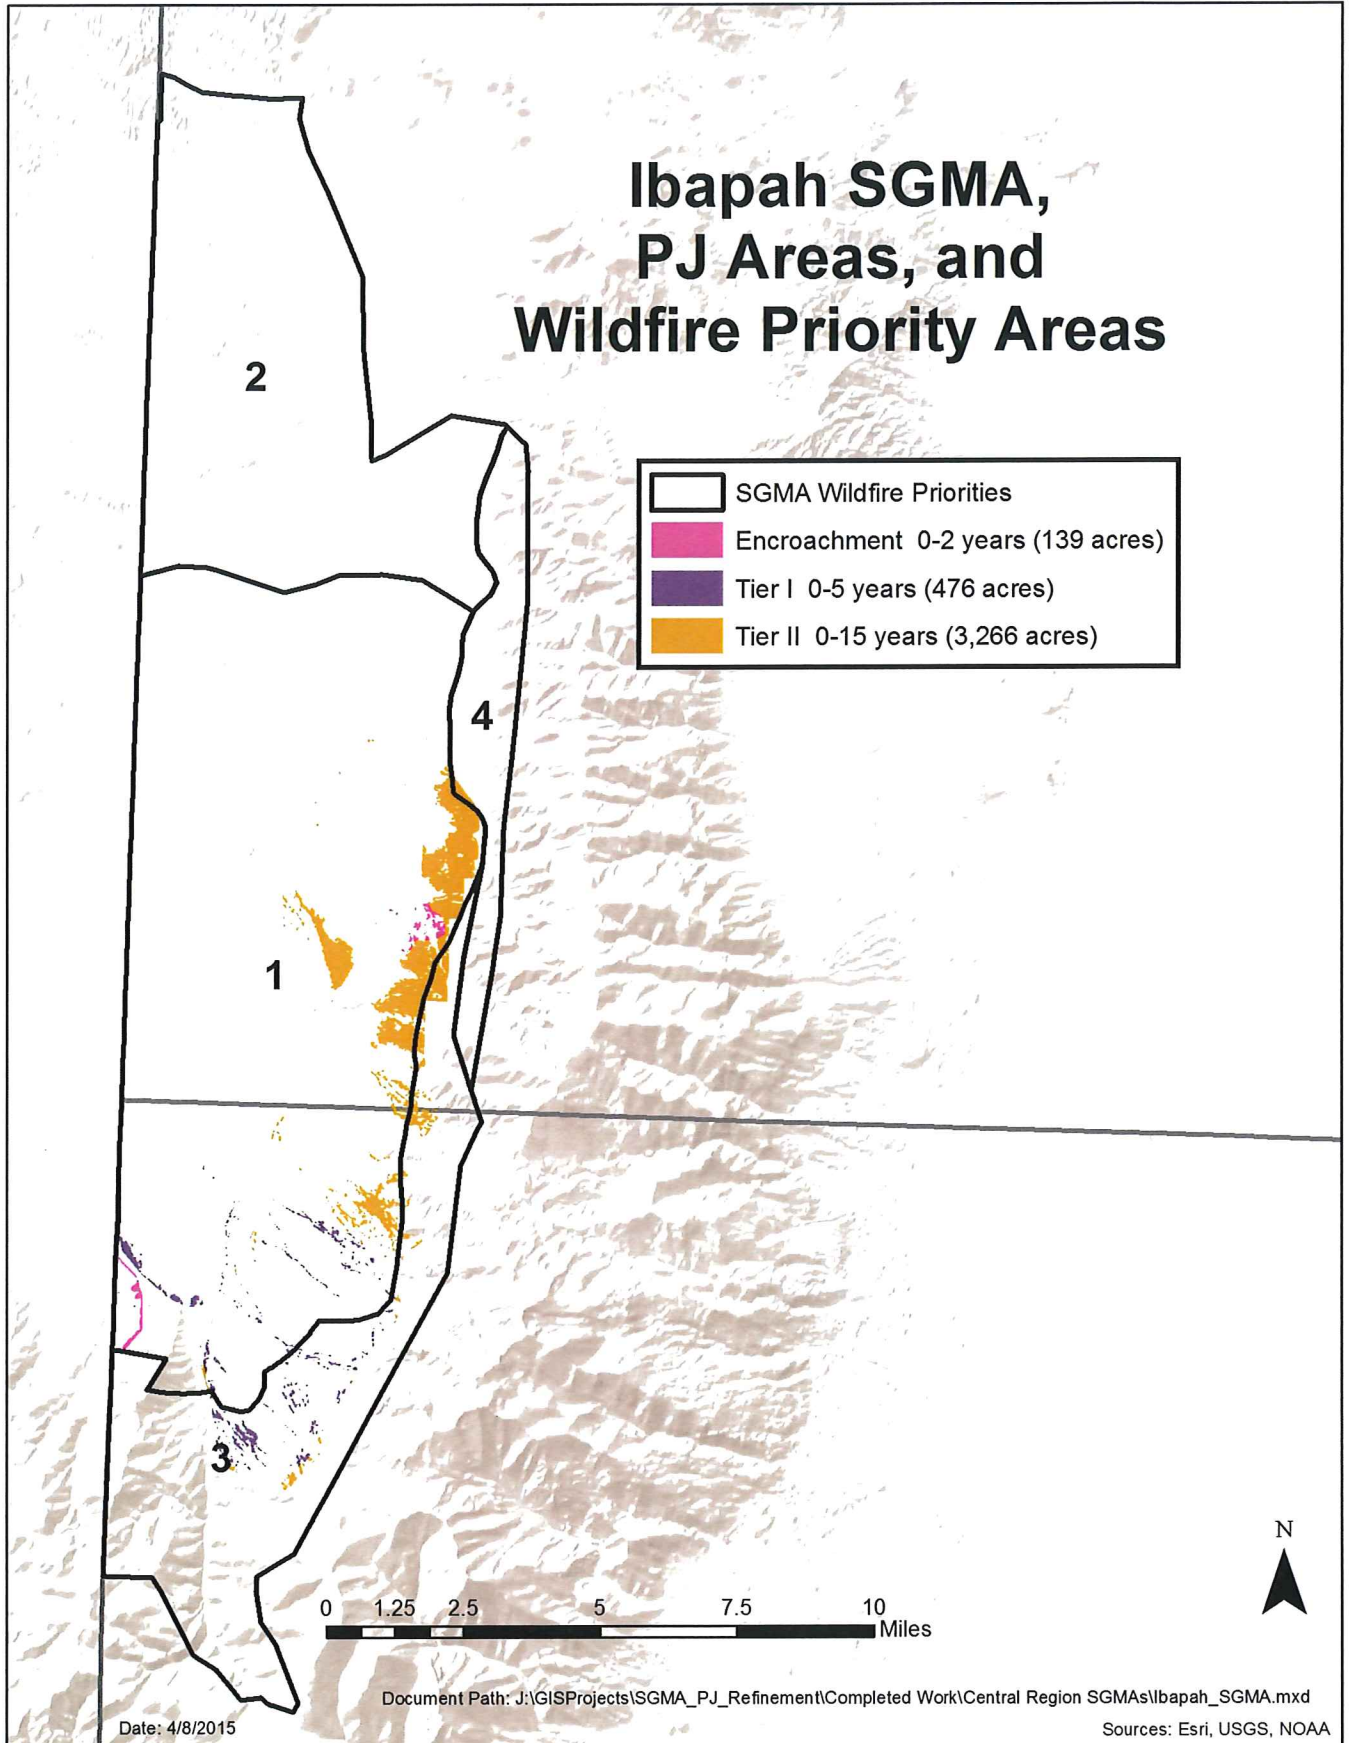 Ibapah SGMA,
PJ Areas, and
Wildfire Priority Areas
2
SGMA Wildfire Priorities
Encroachment 0-2 years (139 acres)
Tier I 0-5 years (476 acres)
Tier II 0-15 years (3,266 acres)
4
1
3
N
0 1.25 2.5 5 7.5 10
Miles
Document Path: J:\GISProjects\SGMA_PJ_Refinement\Completed Work\Central Region SGMAs\Ibapah_SGMA.mxd
Date: 4/8/2015
Sources: Esri, USGS, NOAA